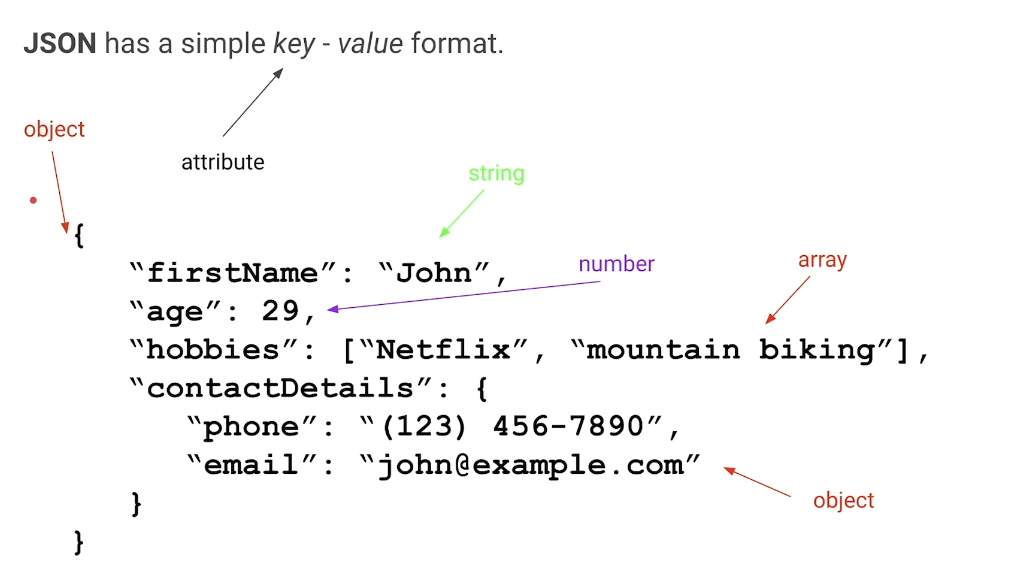 JSON has a simple key - value format.
object
attribute
string
{
“firstName”: “John”,
number
array
“age”: 29,
“hobbies”: [“Netflix”, “mountain biking”],
“contactDetails”: {
“phone”: “(123) 456-7890”,
“email”: “john@example.com”
object
}
}